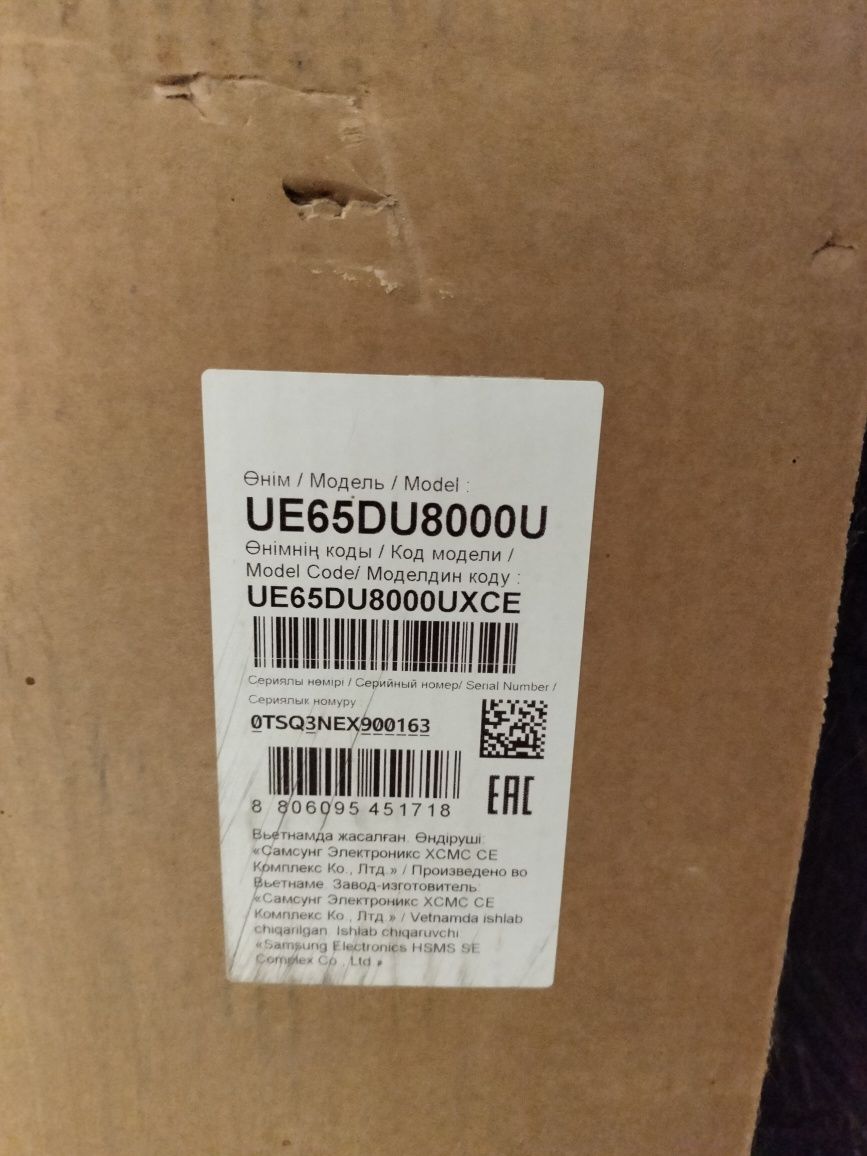 Өнім / Модель / Model :
UE65DU8000U
Өнімнің коды / Код модели /
Model Code/ Моделдин коду :
UE65DU8000UXCE
Сериялы нөмірі / Серийный номер/ Serial Number /
Сериялык номуру
0TSQ3NEX900163
8 806095 451718
EAC
Вьетнамда жасалған. Өндіруші:
«Самсунг Электроникс ХСМС СЕ
Комплекс Ко., Лтд.» / Произведено во
Вьетнаме. Завод-изготовитель:
«Самсунг Электроникс ХСМС СЕ
Комплекс Ко., Лтд.» / Vetnamda ishlab
chiqarilgan. Ishlab chiqaruvchi
«Samsung Electronics HSMS SE
Complex Co., Ltd.»